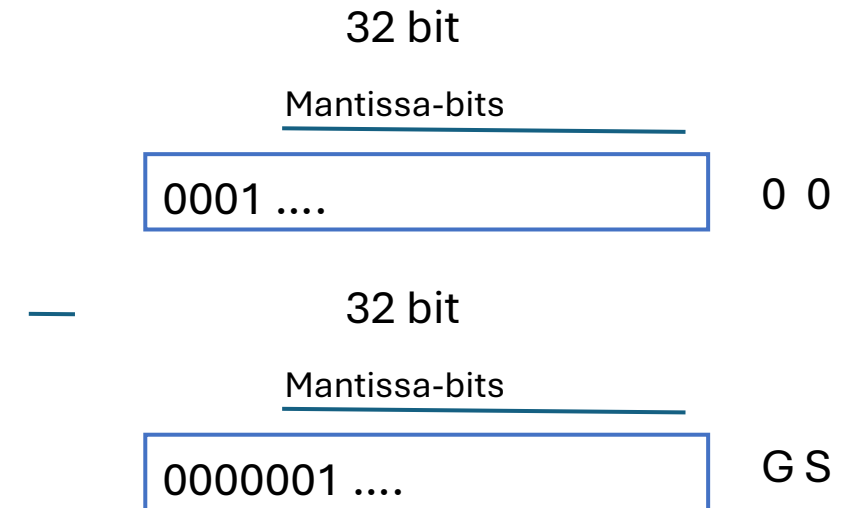 32 bit
Mantissa-bits
0001 .... 0 0
32 bit
Mantissa-bits
0000001 .... G S